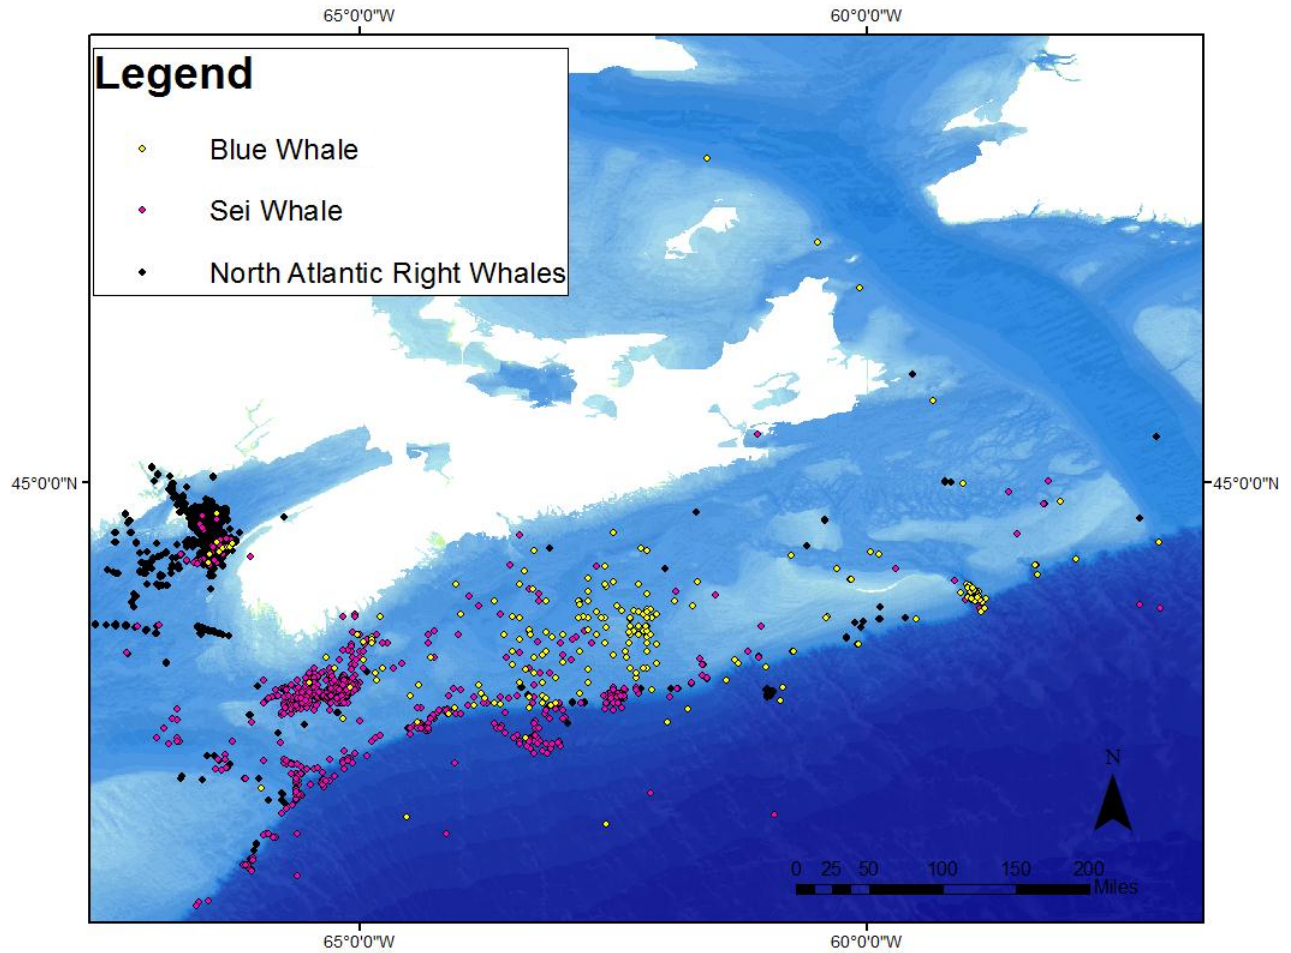 65°0'0"W 60°0'0"W
Legend
Blue Whale
Sei Whale
North Atlantic Right Whales
45°0'0"N 45°0'0"N
N
0 25 50 100 150 200
Miles
65°0'0"W 60°0'0"W